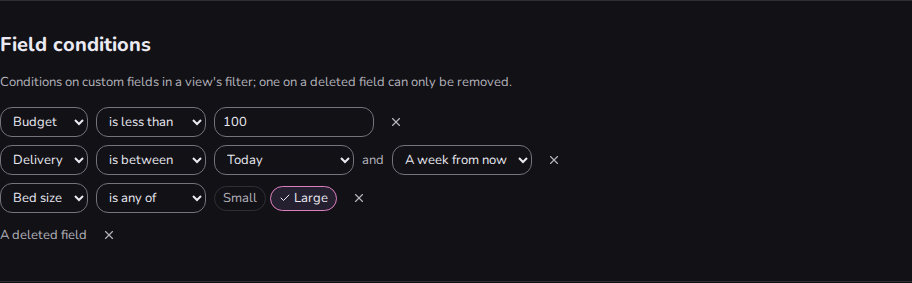 Field conditions
Conditions on custom fields in a view's filter; one on a deleted field can only be removed.
Budget is less than 100
Delivery is between Today and A week from now
Bed size is any of Small Large
A deleted field